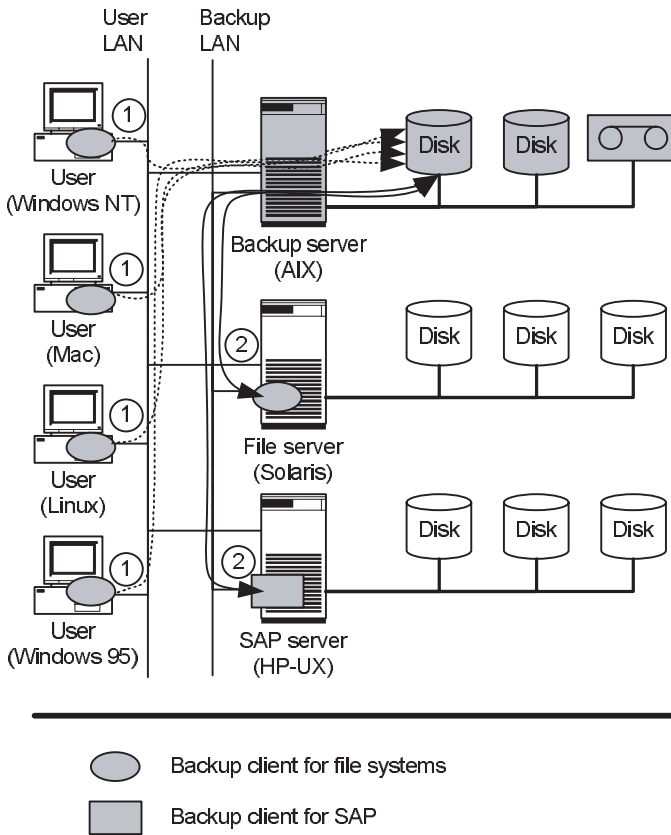 User
LAN
Backup
LAN
1
User
(Windows NT)
Disk
Disk
Backup server
(AIX)
1
User
(Mac)
2
Disk
Disk
Disk
File server
(Solaris)
1
User
(Linux)
2
Disk
Disk
Disk
SAP server
(HP-UX)
1
User
(Windows 95)
Backup client for file systems
Backup client for SAP